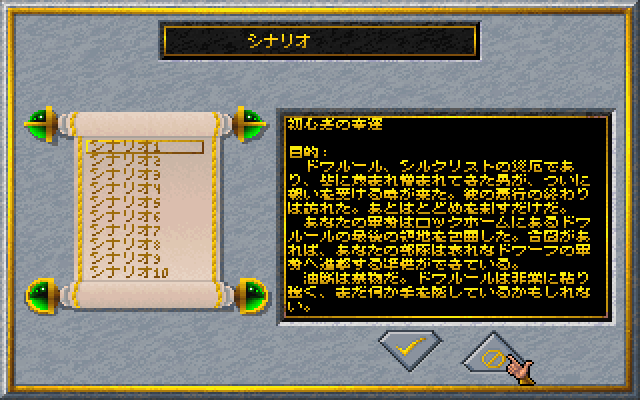 シナリオ
シナリオ1
シナリオ2
シナリオ3
シナリオ4
シナリオ5
シナリオ6
シナリオ7
シナリオ8
シナリオ9
シナリオ10
初心者の幸運
目的:
ドワルール、シルクリストの災厄であ
り、憎まれてきた男が、ついに
報いを受ける時が来た。彼の悪行の終わり
は訪れた。あとはとどめを刺すだけだ。
あなたの軍勢はロックホームにあるドワ
ルールの最後の領地を包囲した。合図があ
れば、あなたの部隊は哀れなドワーフの軍
勢へ進撃する準備ができている。
油断は禁物だ。ドワルールは非常に粘り
強く、まだ何か手を隠しているかもしれな
い。